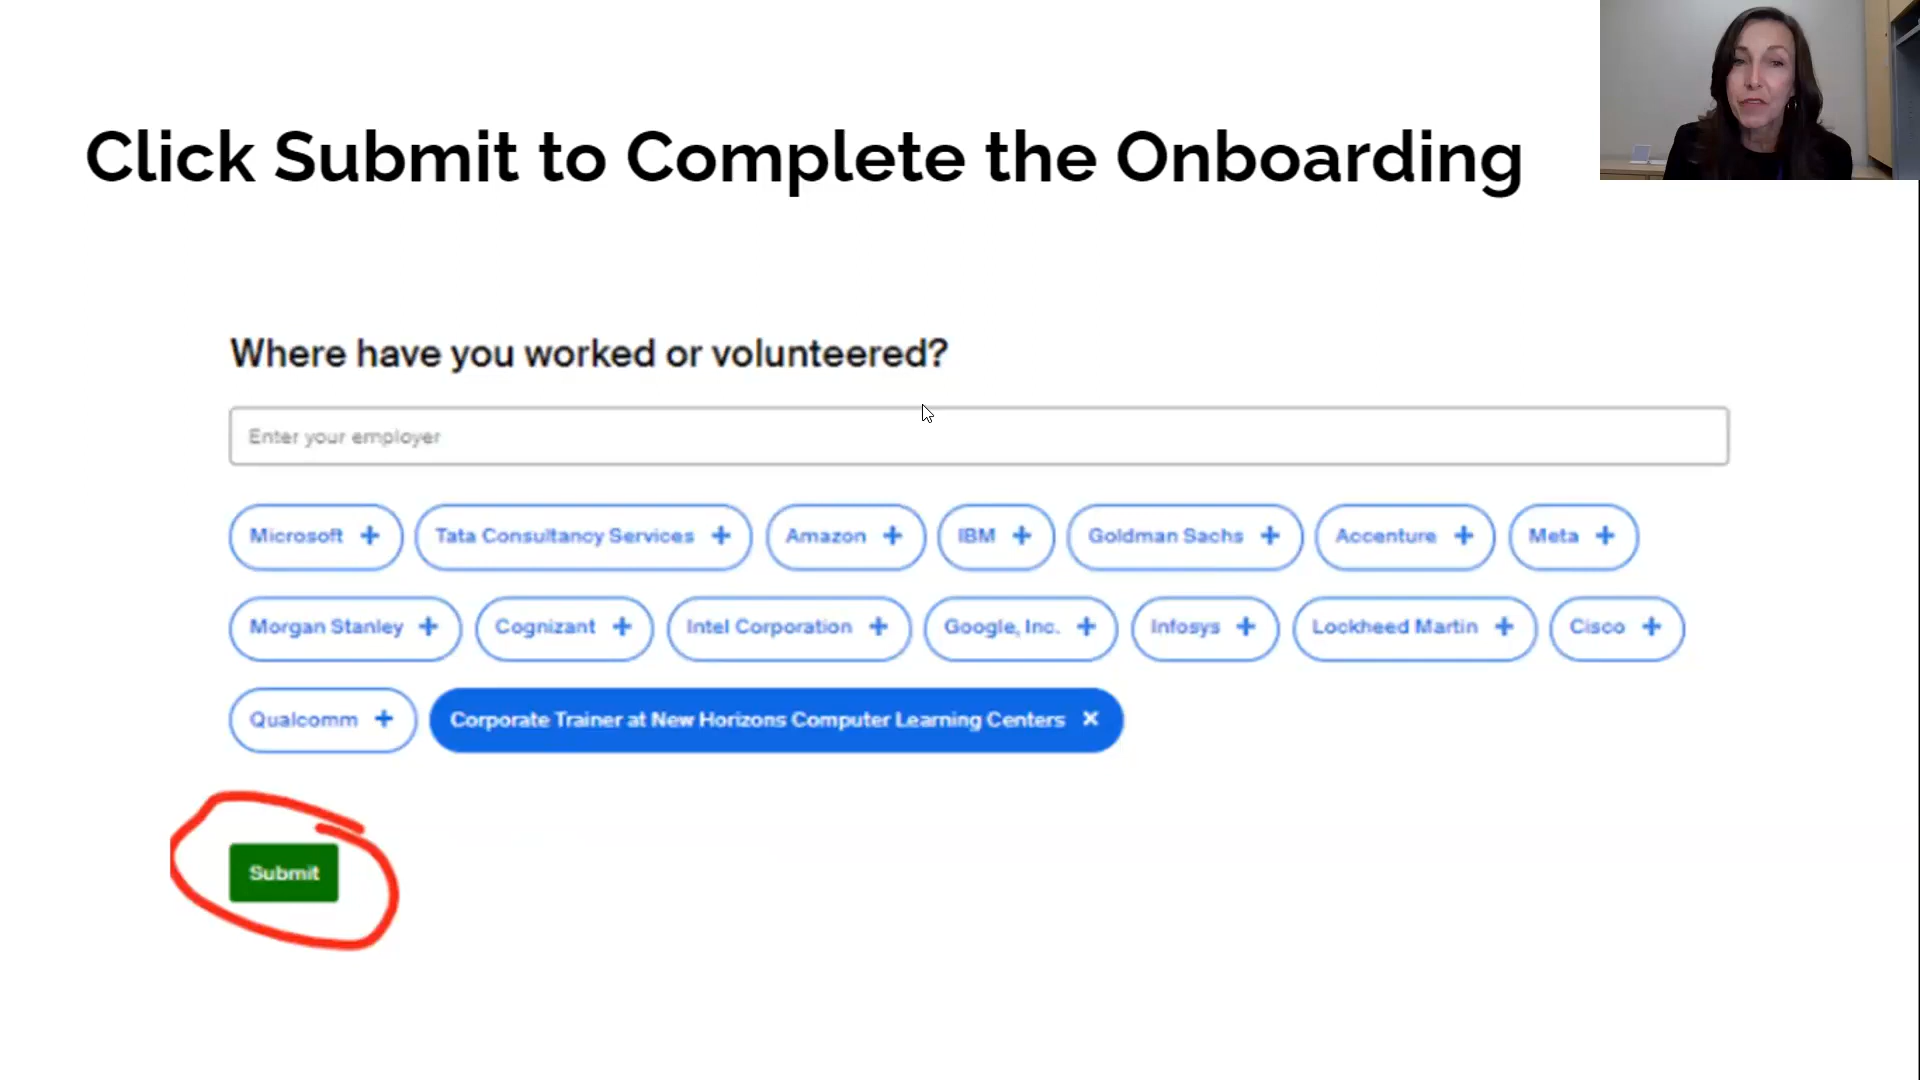 Click Submit to Complete the Onboarding
Where have you worked or volunteered?
Enter your employer
Microsoft + Tata Consultancy Services + Amazon + IBM + Goldman Sachs + Accenture + Meta +
Morgan Stanley + Cognizant + Intel Corporation + Google, Inc. + Infosys + Lockheed Martin + Cisco +
Qualcomm + Corporate Trainer at New Horizons Computer Learning Centers ×
Submit